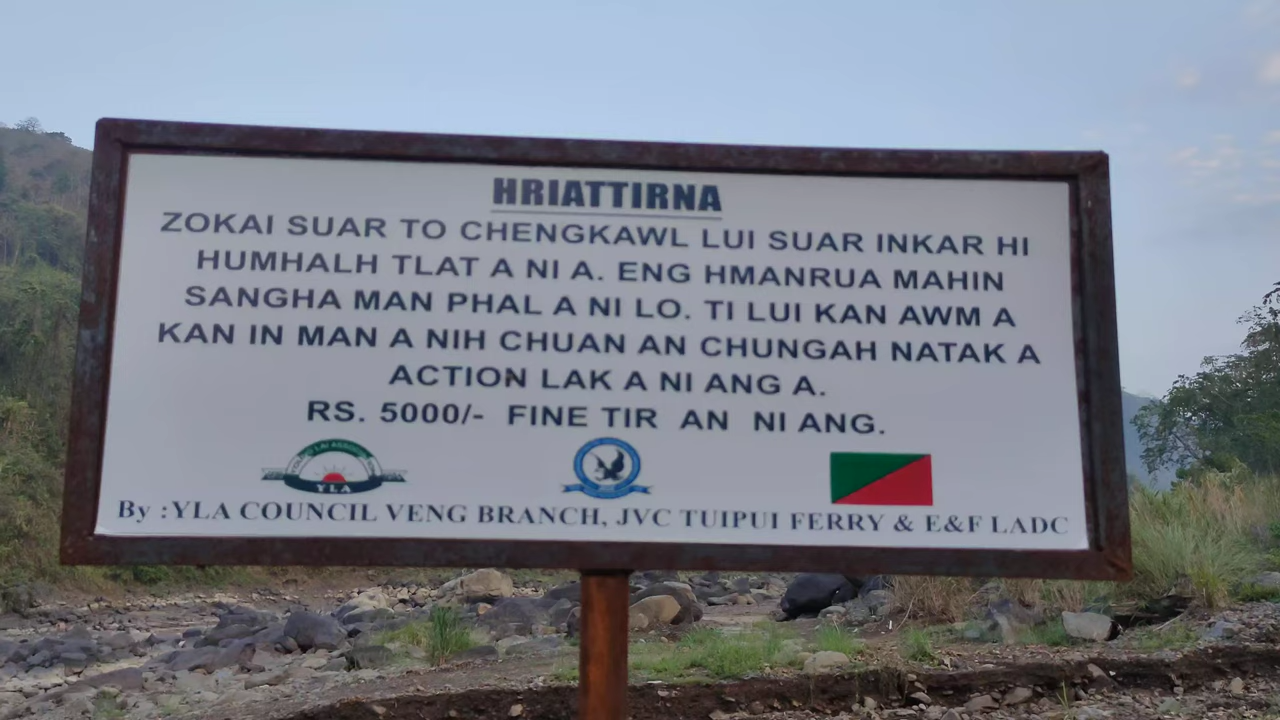 HRIATTIRNA
ZOKAI SUAR TO CHENGKAWL LUI SUAR INKAR HI
HUMHALH TLAT A NI A. ENG HMANRUA MAHIN
SANGHA MAN PHAL A NI LO. TI LUI KAN AWM A
KAN IN MAN A NIH CHUAN AN CHUNGAH NATAK A
ACTION LAK A NI ANG A.
RS. 5000/- FINE TIR AN NI ANG.
YLA
By :YLA COUNCIL VENG BRANCH, JVC TUIPUI FERRY & E&F LADC